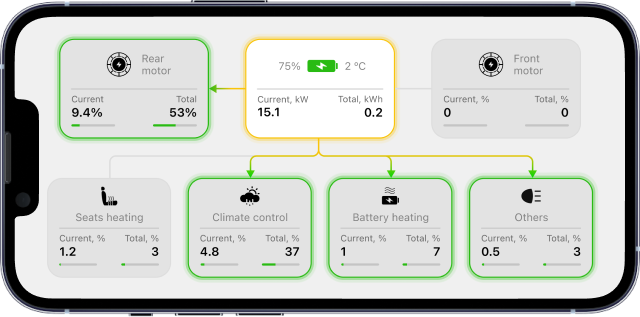 Rear
motor
Current Total
9.4% 53%
75% 2 ºC
Current, kW Total, kWh
15.1 0.2
Front
motor
Current, % Total, %
0 0
Seats heating
Current, % Total, %
1.2 3
Climate control
Current, % Total, %
4.8 37
Battery heating
Current, % Total, %
1 7
Others
Current, % Total, %
0.5 3